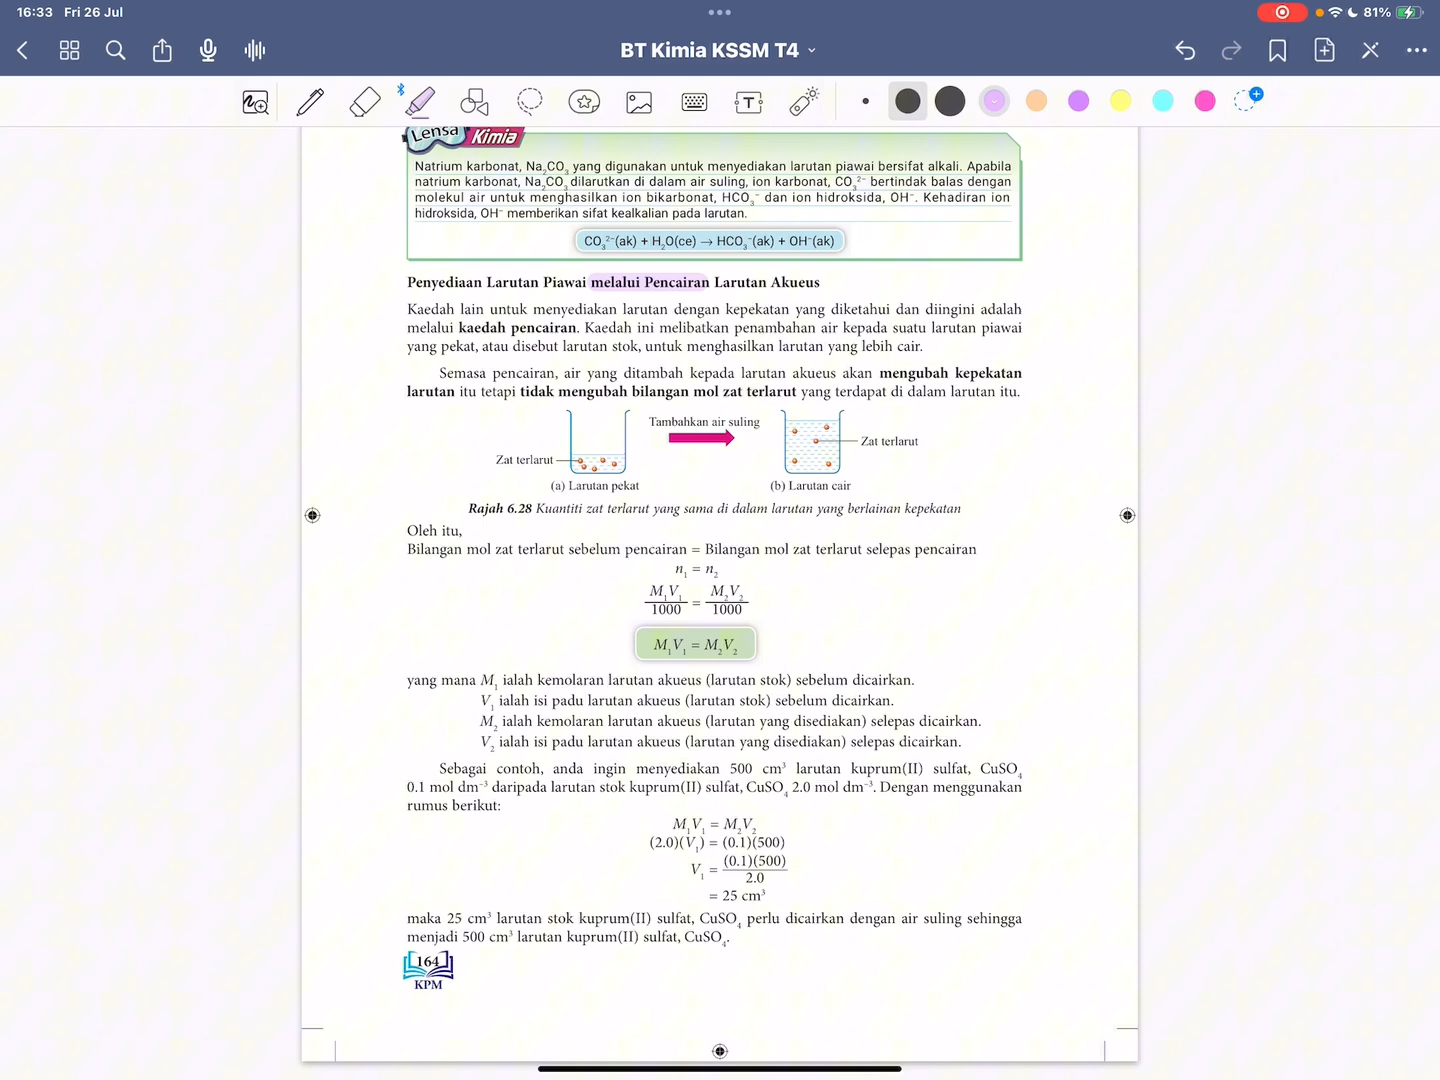 16:33 Fri 26 Jul
81%
BT Kimia KSSM T4
T
Lensa Kimia
Natrium karbonat, Na₂CO₃ yang digunakan untuk menyediakan larutan piawai bersifat alkali. Apabila
natrium karbonat, Na₂CO₃ dilarutkan di dalam air suling, ion karbonat, CO₃²⁻ bertindak balas dengan
molekul air untuk menghasilkan ion bikarbonat, HCO₃⁻ dan ion hidroksida, OH⁻. Kehadiran ion
hidroksida, OH⁻ memberikan sifat kealkalian pada larutan.
CO₃²⁻(ak) + H₂O(ce) → HCO₃⁻(ak) + OH⁻(ak)
Penyediaan Larutan Piawai melalui Pencairan Larutan Akueus
Kaedah lain untuk menyediakan larutan dengan kepekatan yang diketahui dan diingini adalah
melalui kaedah pencairan. Kaedah ini melibatkan penambahan air kepada suatu larutan piawai
yang pekat, atau disebut larutan stok, untuk menghasilkan larutan yang lebih cair.
Semasa pencairan, air yang ditambah kepada larutan akueus akan mengubah kepekatan
larutan itu tetapi tidak mengubah bilangan mol zat terlarut yang terdapat di dalam larutan itu.
Tambahkan air suling
Zat terlarut
Zat terlarut
(a) Larutan pekat
(b) Larutan cair
Rajah 6.28 Kuantiti zat terlarut yang sama di dalam larutan yang berlainan kepekatan
Oleh itu,
Bilangan mol zat terlarut sebelum pencairan = Bilangan mol zat terlarut selepas pencairan
n₁ = n₂
M₁V₁/1000 = M₂V₂/1000
M₁V₁ = M₂V₂
yang mana M₁ ialah kemolaran larutan akueus (larutan stok) sebelum dicairkan.
V₁ ialah isi padu larutan akueus (larutan stok) sebelum dicairkan.
M₂ ialah kemolaran larutan akueus (larutan yang disediakan) selepas dicairkan.
V₂ ialah isi padu larutan akueus (larutan yang disediakan) selepas dicairkan.
Sebagai contoh, anda ingin menyediakan 500 cm³ larutan kuprum(II) sulfat, CuSO₄
0.1 mol dm⁻³ daripada larutan stok kuprum(II) sulfat, CuSO₄ 2.0 mol dm⁻³. Dengan menggunakan
rumus berikut:
M₁V₁ = M₂V₂
(2.0)(V₁) = (0.1)(500)
V₁ = (0.1)(500)/2.0
= 25 cm³
maka 25 cm³ larutan stok kuprum(II) sulfat, CuSO₄ perlu dicairkan dengan air suling sehingga
menjadi 500 cm³ larutan kuprum(II) sulfat, CuSO₄.
164
KPM